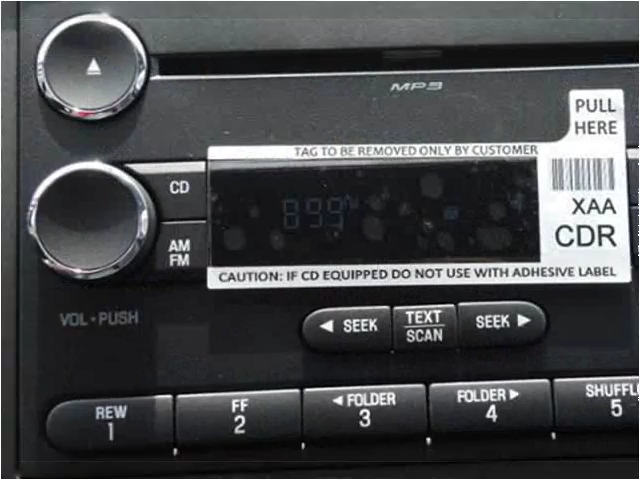 MP3
PULL
HERE
TAG TO BE REMOVED ONLY BY CUSTOMER
CD
899
XAA
CDR
AM
FM
CAUTION: IF CD EQUIPPED DO NOT USE WITH ADHESIVE LABEL
VOL • PUSH
◄ SEEK
TEXT
SCAN
SEEK ►
REW
1
FF
2
◄ FOLDER
3
FOLDER ►
4
SHUFFL
5